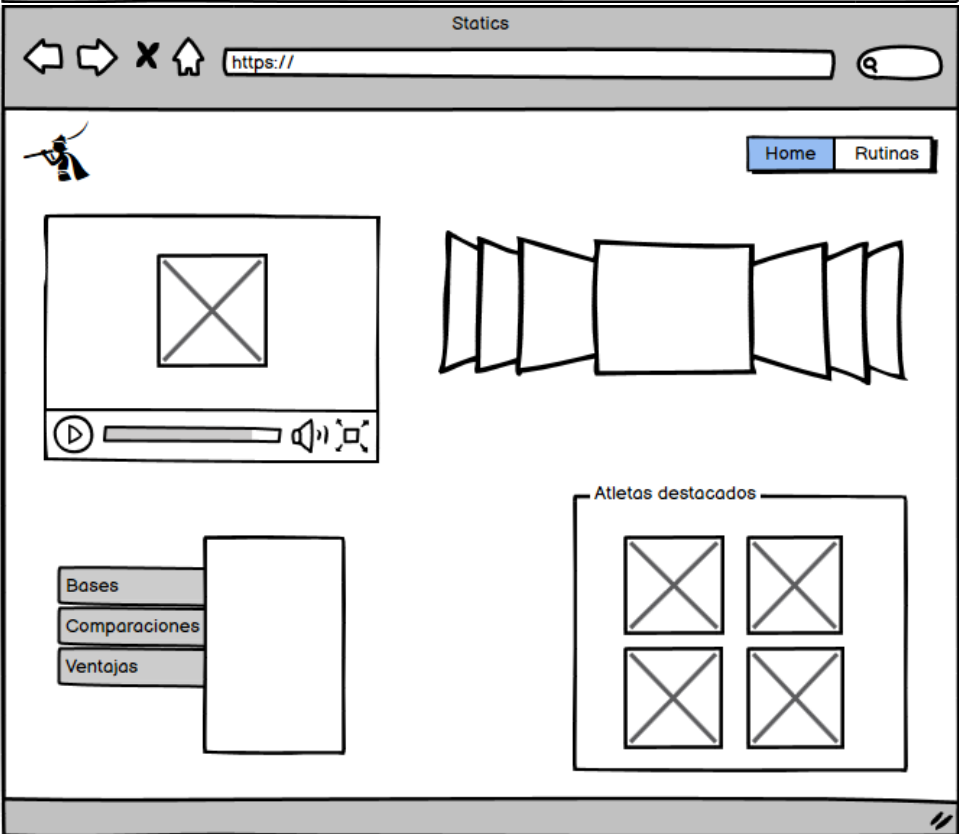 Statics
https://
Home Rutinas
Atletas destacados
Bases
Comparaciones
Ventajas